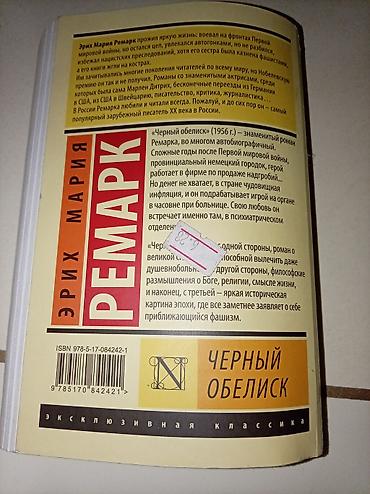 Эрих Мария Ремарк прожил яркую жизнь: воевал на фронтах Первой
мировой войны, но остался цел, увлекался автогонками, но не разбился,
избежал нацистских преследований, хотя его сестра была казнена фашистами,
а его книги жгли на кострах.
Им зачитывались многие поколения читателей по всему миру, но Нобелевскую
премию он так и не получил. Романы со знаменитыми актрисами, среди
которых была сама Марлен Дитрих, бесконечные переезды из Германии
в США, из США в Швейцарию, писательство, критика, журналистика ...
В России Ремарка любили и читали всегда. Пожалуй, и до сих пор он – самый
популярный зарубежный писатель XX века в России.
«Черный обелиск» (1956 г.) – знаменитый роман
Ремарка, во многом автобиографичный.
Сложные годы после Первой мировой войны,
провинциальный немецкий городок, герой
работает в фирме по продаже надгробий...
Но денег не хватает, в стране чудовищная
инфляция, и он подрабатывает игрой на органе
в часовне при больнице. Свою любовь он
встречает именно там, в психиатрическом
отделении
«Чер одной стороны, роман о
великой способной вылечить даже
душевнобольн другой стороны, философские
размышления о Боге, религии, смысле жизни
и, наконец, с третьей – яркая историческая
картина эпохи, где все заметнее заявляет о себе
приближающийся фашизм.
ЭРИХ МАРИЯ
РЕМАРК
ISBN 978-5-17-084242-1
9 785170 842421
N
ЧЕРНЫЙ
ОБЕЛИСК
эксклюзивная классика